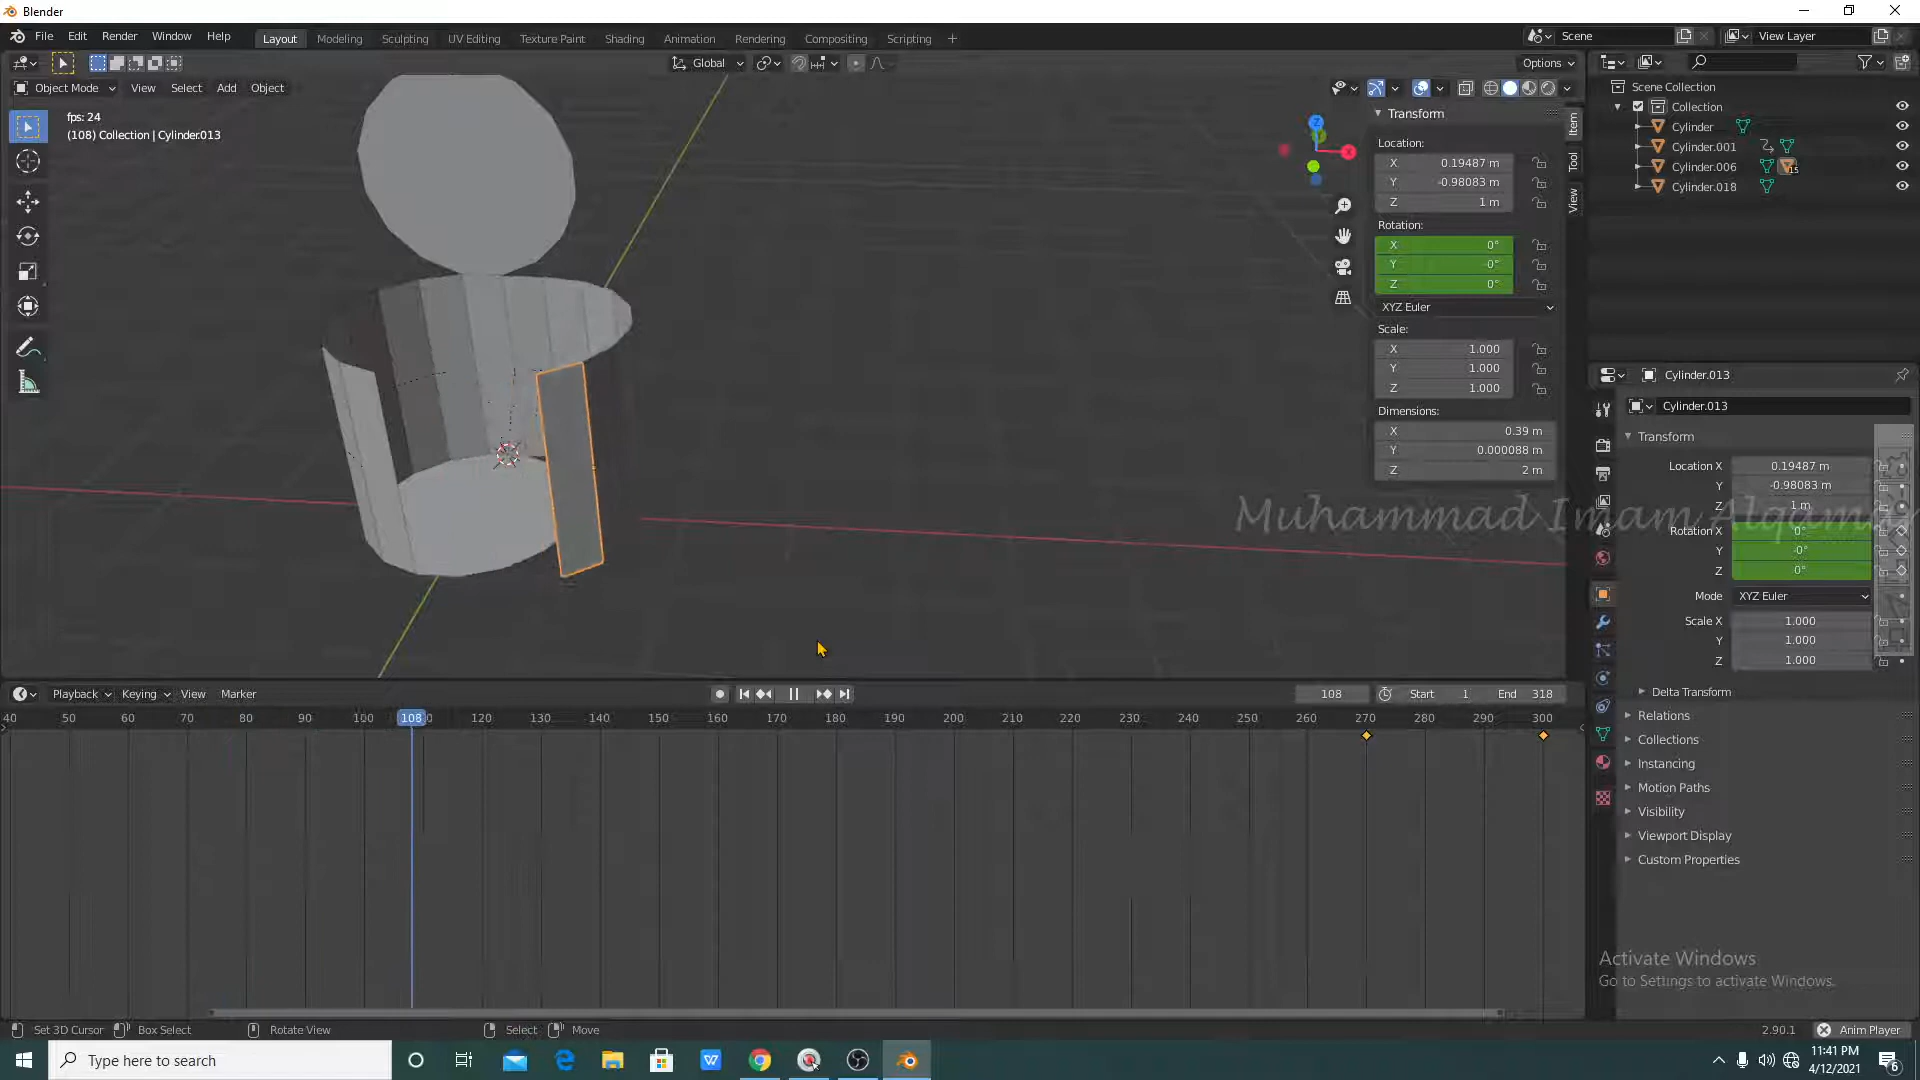 Blender
File Edit Render Window Help
Layout Modeling Sculpting UV Editing Texture Paint Shading Animation Rendering Compositing Scripting
Scene
View Layer
Global
Options
Object Mode View Select Add Object
fps: 24
(108) Collection | Cylinder.013
Transform
Location:
X 0.19487 m
Y -0.98083 m
Z 1 m
Rotation:
X 0°
Y -0°
Z 0°
XYZ Euler
Scale:
X 1.000
Y 1.000
Z 1.000
Dimensions:
X 0.39 m
Y 0.000088 m
Z 2 m
Item
Tool
View
Scene Collection
Collection
Cylinder
Cylinder.001
Cylinder.006 15
Cylinder.018
Cylinder.013
Cylinder.013
Transform
Location X 0.19487 m
Y -0.98083 m
Z 1 m
Rotation X 0°
Y -0°
Z 0°
Mode XYZ Euler
Scale X 1.000
Y 1.000
Z 1.000
Delta Transform
Relations
Collections
Instancing
Motion Paths
Visibility
Viewport Display
Custom Properties
Muhammad Imam
Playback Keying View Marker
108 Start 1 End 318
40 50 60 70 80 90 100 108 120 130 140 150 160 170 180 190 200 210 220 230 240 250 260 270 280 290 300
Activate Windows
Go to Settings to activate Windows.
Set 3D Cursor Box Select Rotate View Select Move
2.90.1 Anim Player
Type here to search
11:41 PM
4/12/2021
6